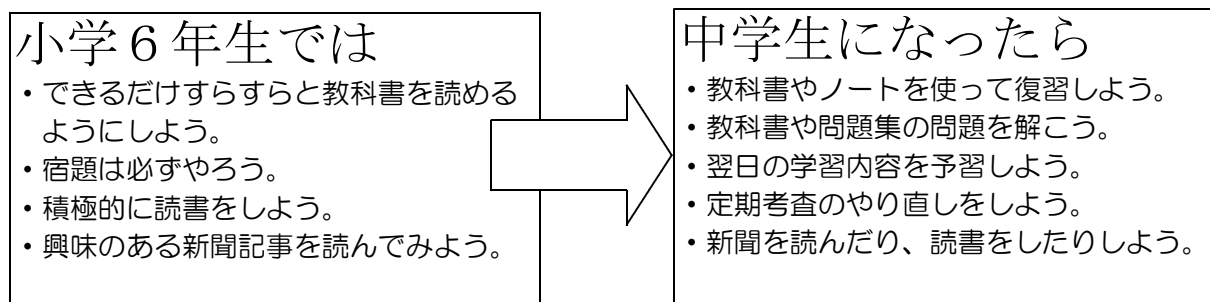 小学６年生では
・できるだけすらすらと教科書を読める
ようにしよう。
・宿題は必ずやろう。
・積極的に読書をしよう。
・興味のある新聞記事を読んでみよう。
中学生になったら
・教科書やノートを使って復習しよう。
・教科書や問題集の問題を解こう。
・翌日の学習内容を予習しよう。
・定期考査のやり直しをしよう。
・新聞を読んだり、読書をしたりしよう。